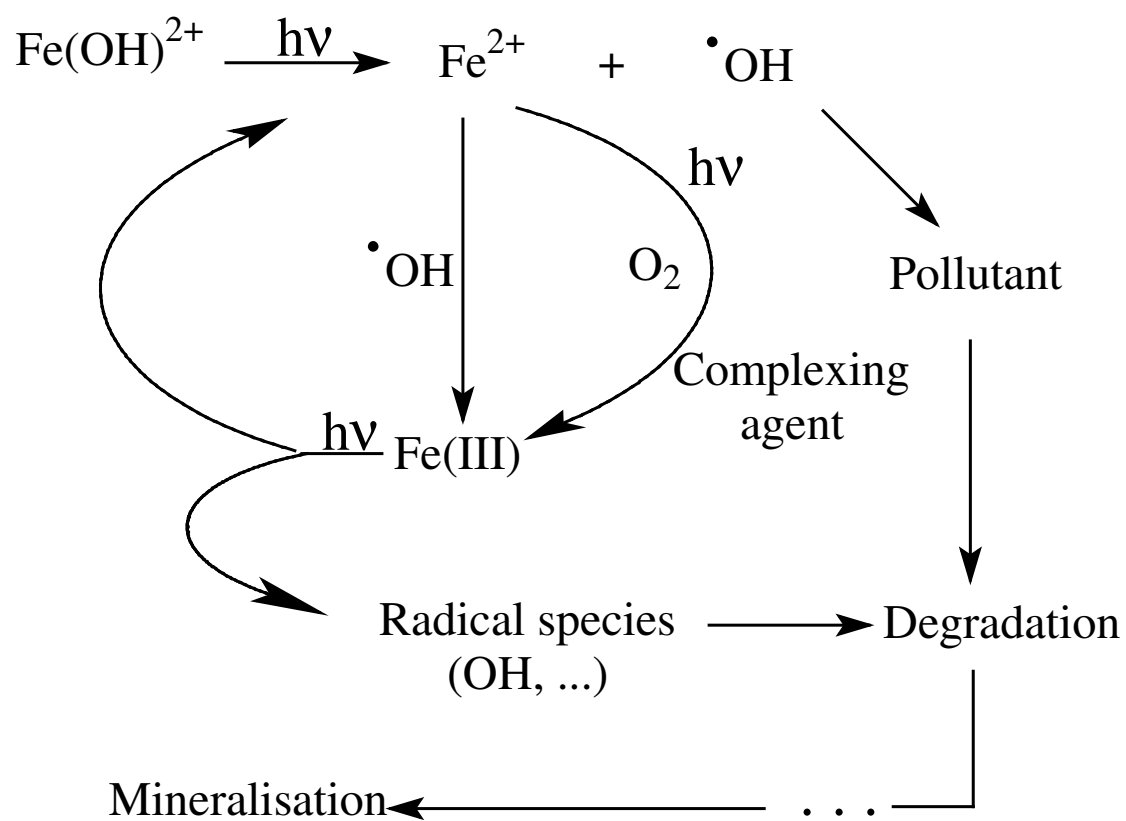 Fe(OH)²⁺ hν Fe²⁺ + •OH
hν
•OH
O₂
Pollutant
Complexing
agent
hν Fe(III)
Radical species
(OH, ...)
Degradation
Mineralisation
. . .